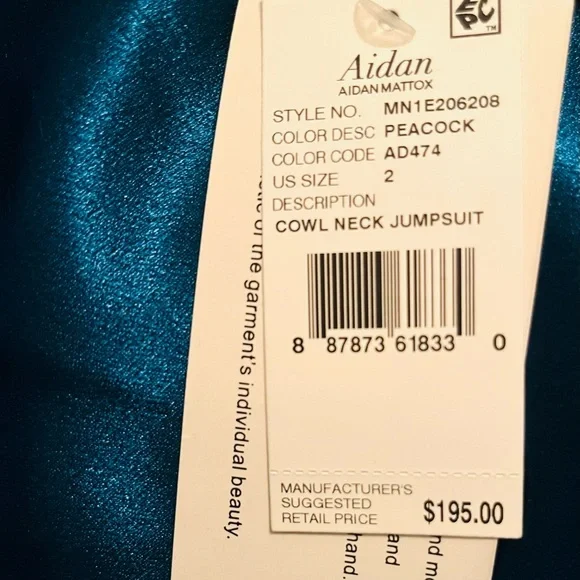 EPC
TM
Aidan
AIDAN MATTOX
STYLE NO. MN1E206208
COLOR DESC PEACOCK
COLOR CODE AD474
US SIZE 2
DESCRIPTION
COWL NECK JUMPSUIT
8 87873 61833 0
MANUFACTURER'S
SUGGESTED
RETAIL PRICE $195.00
of the garment's individual beauty.
hand.
and
nd